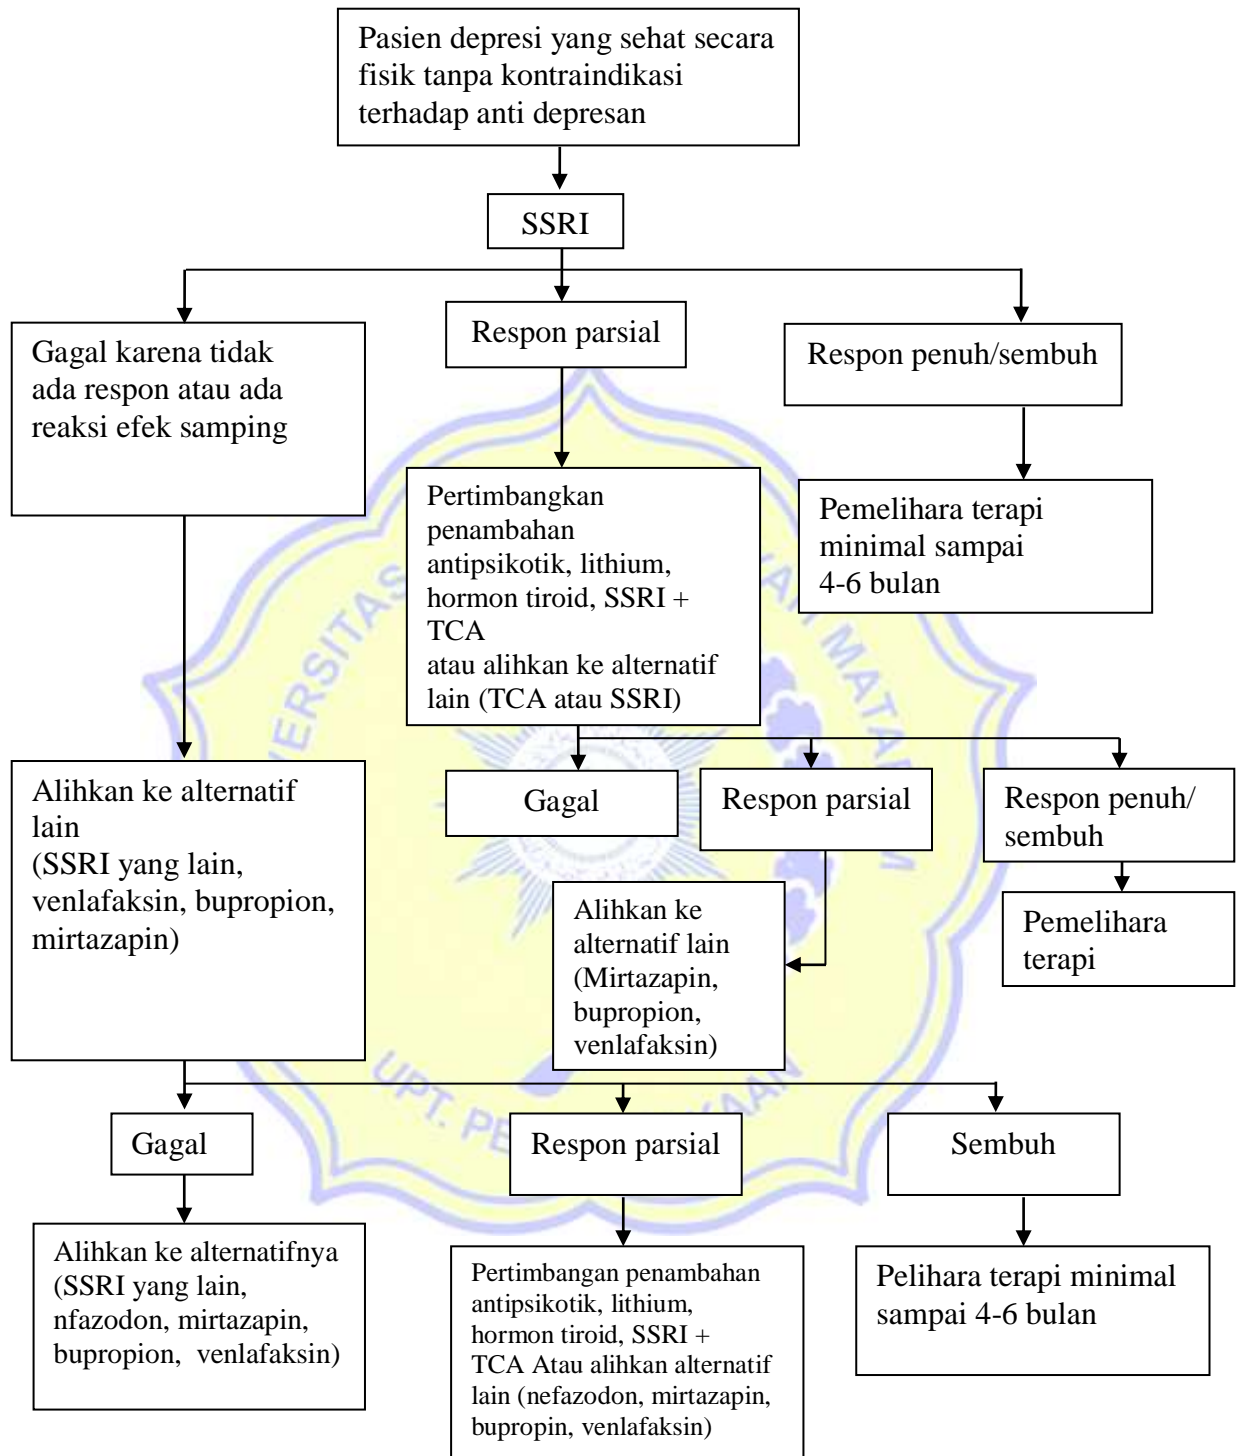 Pasien depresi yang sehat secara
fisik tanpa kontraindikasi
terhadap anti depresan
SSRI
Gagal karena tidak
ada respon atau ada
reaksi efek samping
Respon parsial
Respon penuh/sembuh
Pertimbangkan
penambahan
antipsikotik, lithium,
hormon tiroid, SSRI +
TCA
atau alihkan ke alternatif
lain (TCA atau SSRI)
Pemelihara terapi
minimal sampai
4-6 bulan
Alihkan ke alternatif
lain
(SSRI yang lain,
venlafaksin, bupropion,
mirtazapin)
Gagal
Respon parsial
Respon penuh/
sembuh
Alihkan ke
alternatif lain
(Mirtazapin,
bupropion,
venlafaksin)
Pemelihara
terapi
Gagal
Respon parsial
Sembuh
Alihkan ke alternatifnya
(SSRI yang lain,
nfazodon, mirtazapin,
bupropion, venlafaksin)
Pertimbangan penambahan
antipsikotik, lithium,
hormon tiroid, SSRI +
TCA Atau alihkan alternatif
lain (nefazodon, mirtazapin,
bupropin, venlafaksin)
Pelihara terapi minimal
sampai 4-6 bulan
UPT.